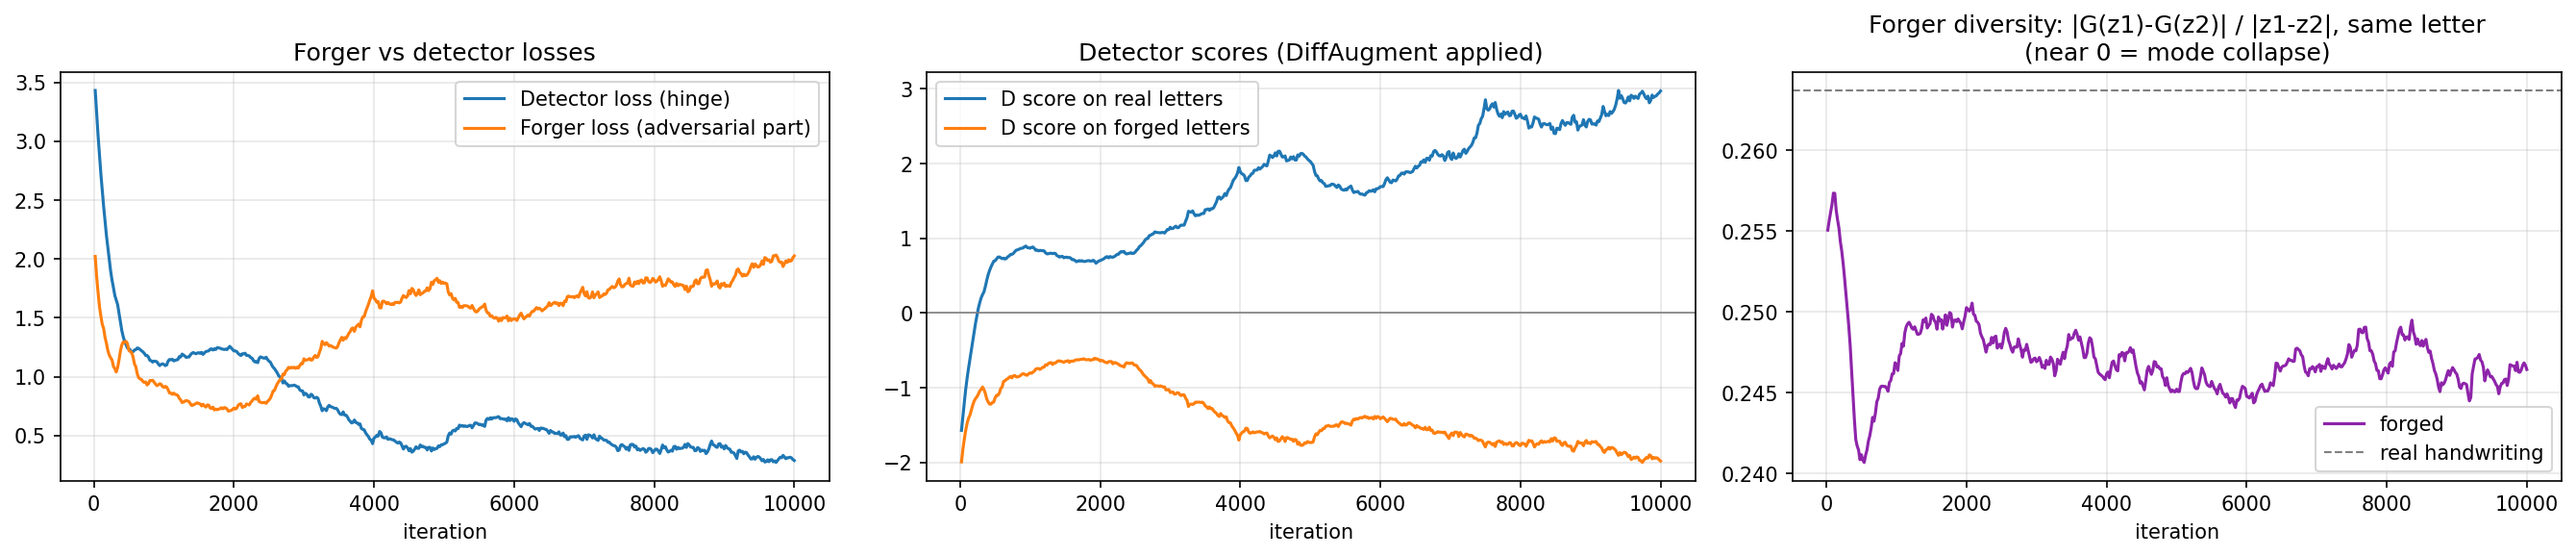 Forger vs detector losses
3.5
3.0
2.5
2.0
1.5
1.0
0.5
0 2000 4000 6000 8000 10000
iteration
Detector loss (hinge)
Forger loss (adversarial part)
Detector scores (DiffAugment applied)
3
2
1
0
−1
−2
0 2000 4000 6000 8000 10000
iteration
D score on real letters
D score on forged letters
Forger diversity: |G(z1)-G(z2)| / |z1-z2|, same letter
(near 0 = mode collapse)
0.260
0.255
0.250
0.245
0.240
0 2000 4000 6000 8000 10000
iteration
forged
real handwriting